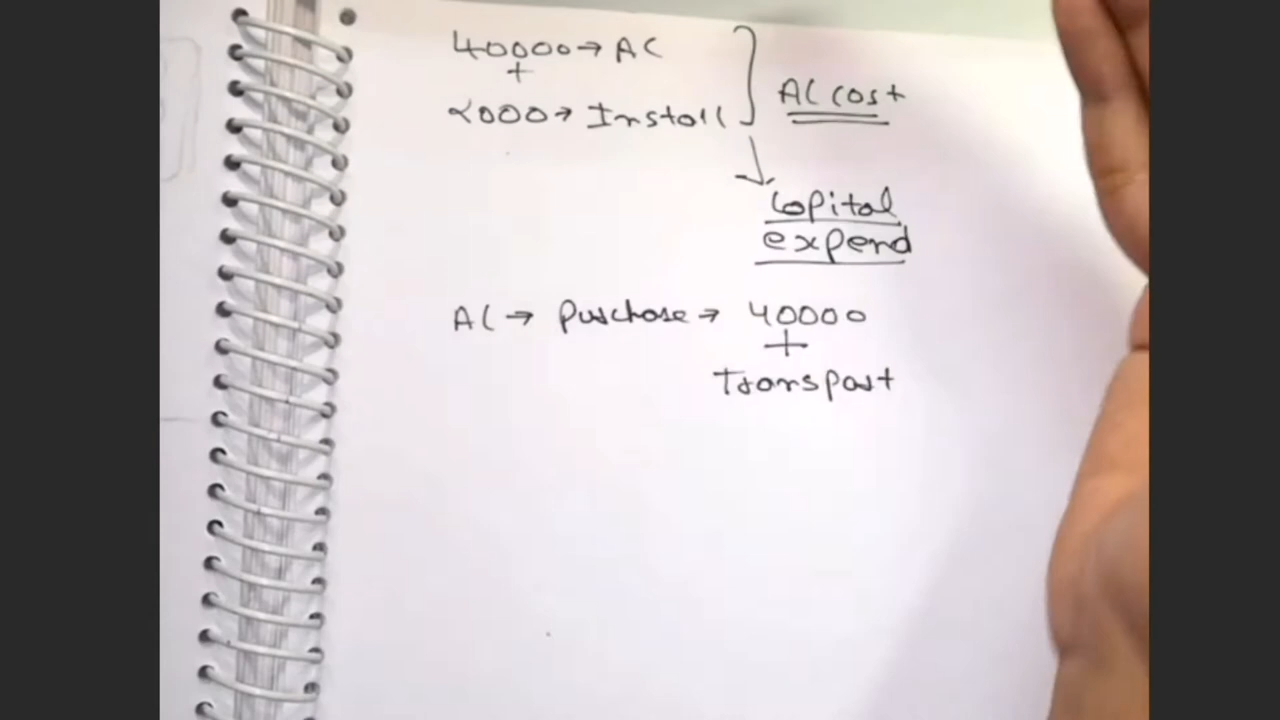 40000→ AC
+
2000→ Install
AC cost
Capital
expend
AC → Purchase → 40000
+
Transport